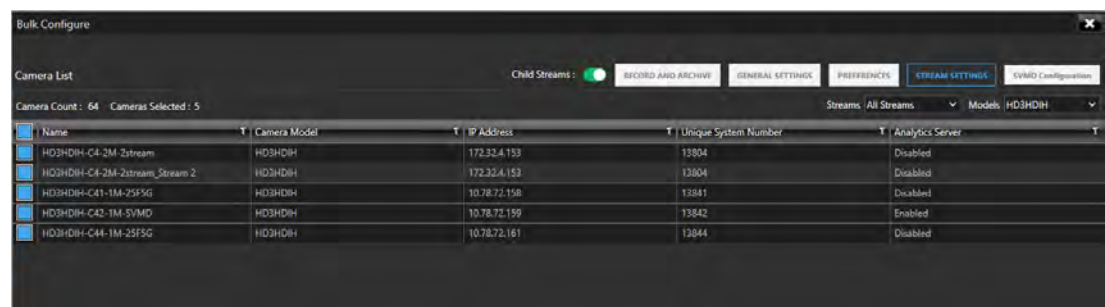 Bulk Configure
Camera List Child Streams : RECORD AND ARCHIVE GENERAL SETTINGS PREFERENCES STREAM SETTINGS SVMD Configuration
Camera Count : 64 Cameras Selected : 5 Streams All Streams Models HD3HDIH
Name Camera Model IP Address Unique System Number Analytics Server
HD3HDIH-C4-2M-2stream HD3HDIH 172.32.4.153 13804 Disabled
HD3HDIH-C4-2M-2stream_Stream 2 HD3HDIH 172.32.4.153 13804 Disabled
HD3HDIH-C41-1M-25F5G HD3HDIH 10.78.72.158 13841 Disabled
HD3HDIH-C42-1M-SVMD HD3HDIH 10.78.72.159 13842 Enabled
HD3HDIH-C44-1M-25F5G HD3HDIH 10.78.72.161 13844 Disabled